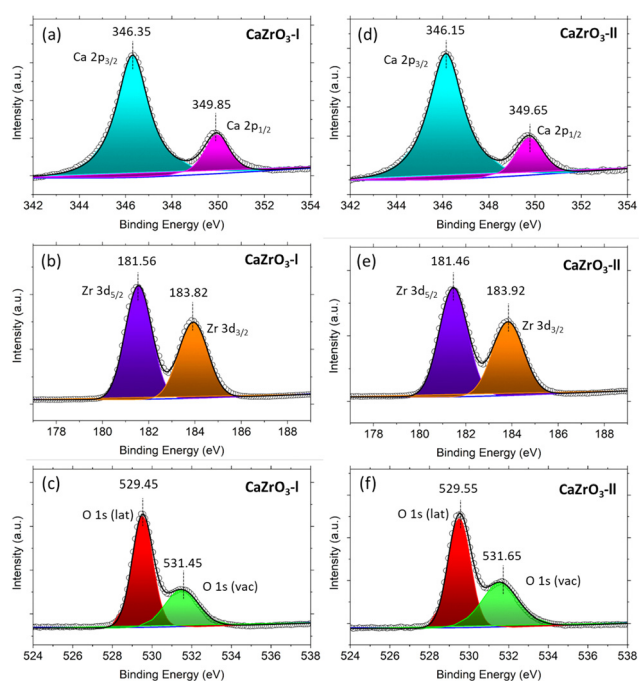 (a) 346.35 CaZrO3-I
Ca 2p3/2
349.85
Ca 2p1/2
Intensity (a.u.)
342 344 346 348 350 352 354
Binding Energy (eV)
(d) 346.15 CaZrO3-II
Ca 2p3/2
349.65
Ca 2p1/2
Intensity (a.u.)
342 344 346 348 350 352 354
Binding Energy (eV)
(b) 181.56 CaZrO3-I
Zr 3d5/2 183.82
Zr 3d3/2
Intensity (a.u.)
178 180 182 184 186 188
Binding Energy (eV)
(e) 181.46 CaZrO3-II
Zr 3d5/2 183.92
Zr 3d3/2
Intensity (a.u.)
178 180 182 184 186 188
Binding Energy (eV)
(c) 529.45 CaZrO3-I
O 1s (lat)
531.45
O 1s (vac)
Intensity (a.u.)
524 526 528 530 532 534 536 538
Binding Energy (eV)
(f) 529.55 CaZrO3-II
O 1s (lat)
531.65
O 1s (vac)
Intensity (a.u.)
524 526 528 530 532 534 536 538
Binding Energy (eV)